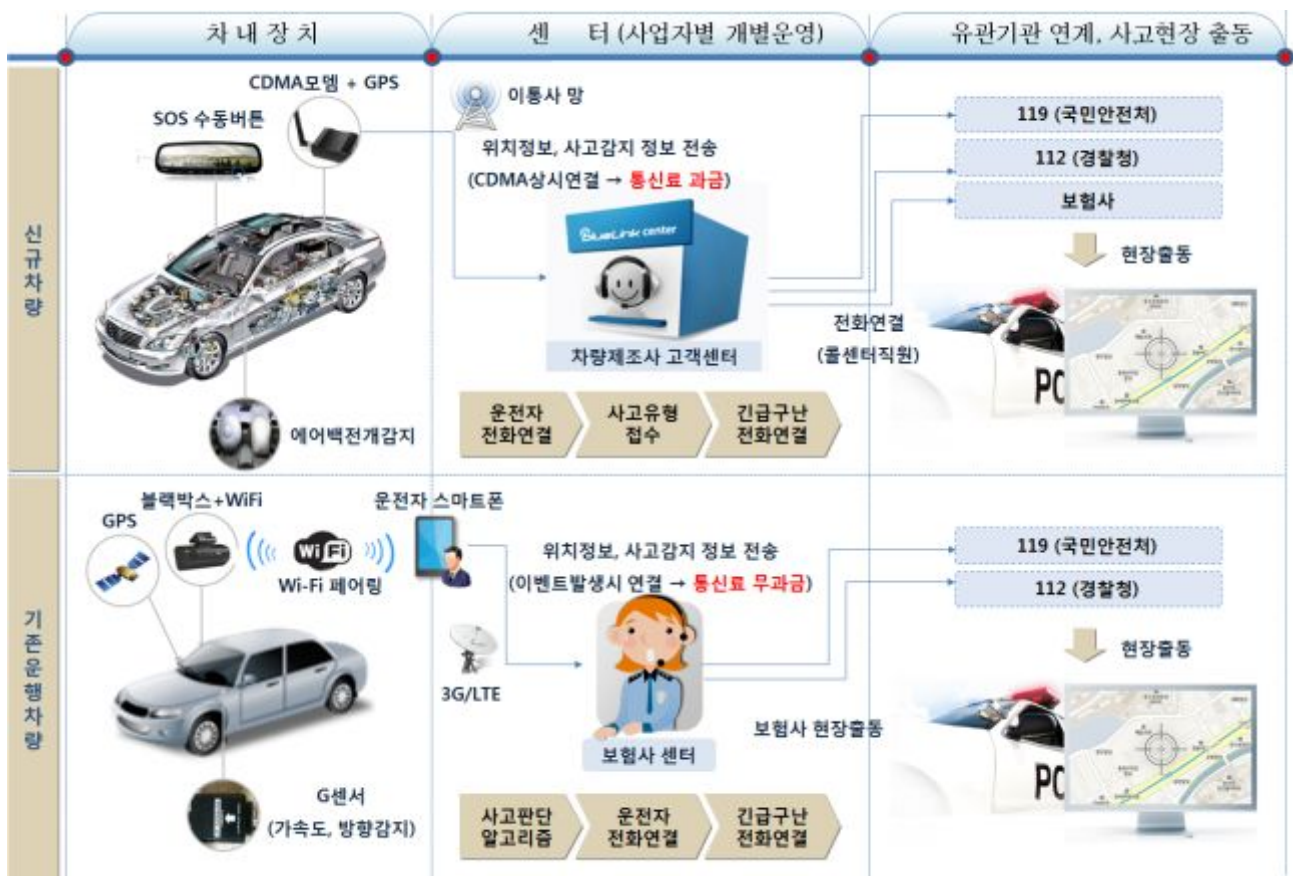 차 내 장 치
센 터 (사업자별 개별운영)
유관기관 연계, 사고현장 출동
신규차량
CDMA모뎀 + GPS
SOS 수동버튼
에어백전개감지
이통사 망
위치정보, 사고감지 정보 전송
(CDMA상시연결 → 통신료 과금)
BlueLink center
차량제조사 고객센터
전화연결
(콜센터직원)
운전자
전화연결
사고유형
접수
긴급구난
전화연결
119 (국민안전처)
112 (경찰청)
보험사
현장출동
PO
기존운행차량
블랙박스+WiFi
GPS
WiFi
Wi-Fi 페어링
운전자 스마트폰
3G/LTE
G센서
(가속도, 방향감지)
위치정보, 사고감지 정보 전송
(이벤트발생시 연결 → 통신료 무과금)
보험사 센터
보험사 현장출동
사고판단
알고리즘
운전자
전화연결
긴급구난
전화연결
119 (국민안전처)
112 (경찰청)
현장출동
PO